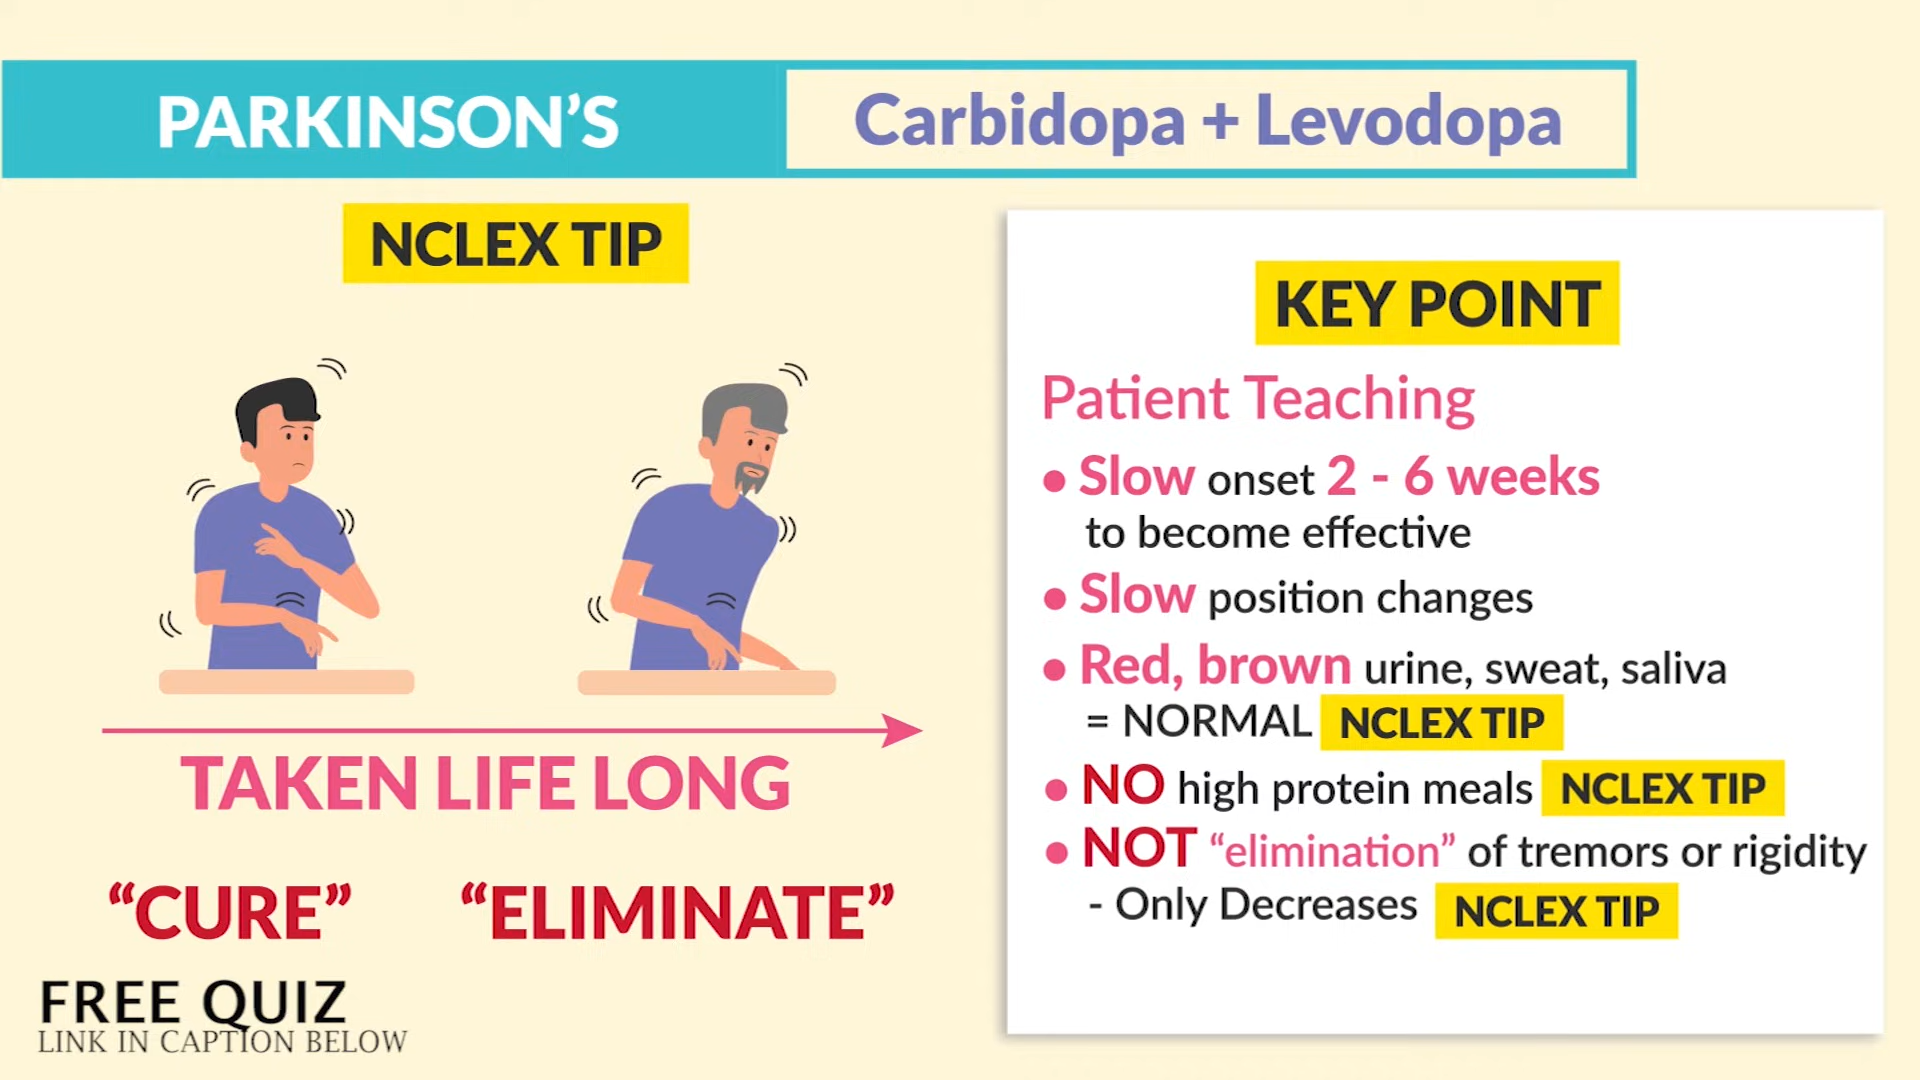 PARKINSON’S
Carbidopa + Levodopa
NCLEX TIP
TAKEN LIFE LONG
“CURE” “ELIMINATE”
FREE QUIZ
LINK IN CAPTION BELOW
KEY POINT
Patient Teaching
• Slow onset 2 - 6 weeks
to become effective
• Slow position changes
• Red, brown urine, sweat, saliva
= NORMAL NCLEX TIP
• NO high protein meals NCLEX TIP
• NOT “elimination” of tremors or rigidity
- Only Decreases NCLEX TIP